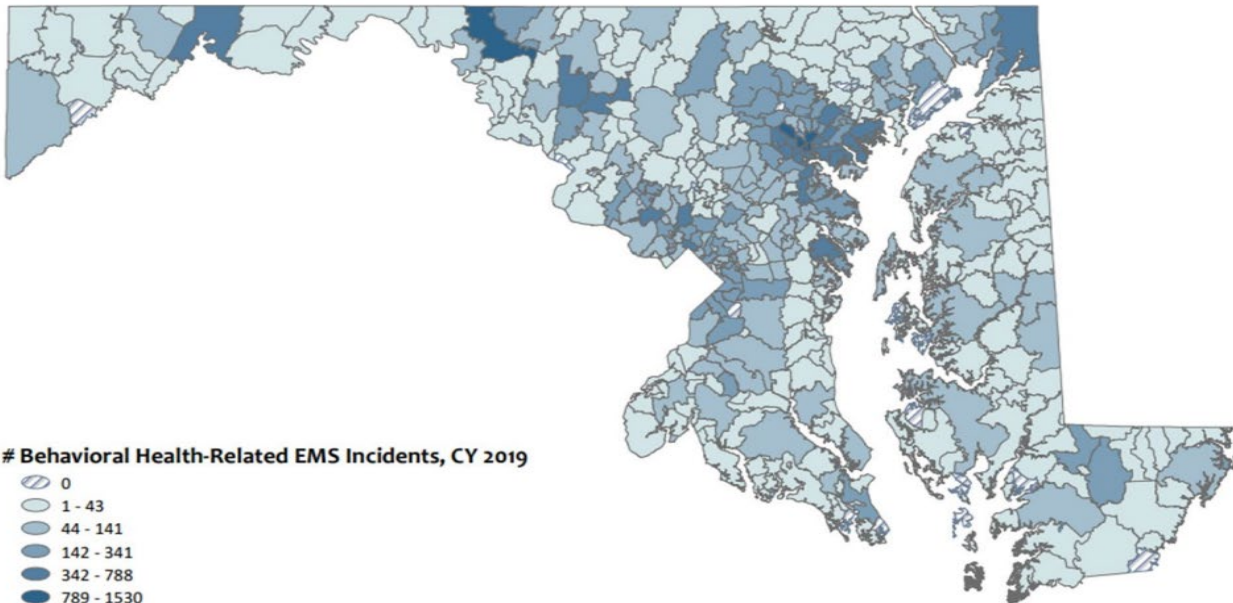 # Behavioral Health-Related EMS Incidents, CY 2019
0
1 - 43
44 - 141
142 - 341
342 - 788
789 - 1530